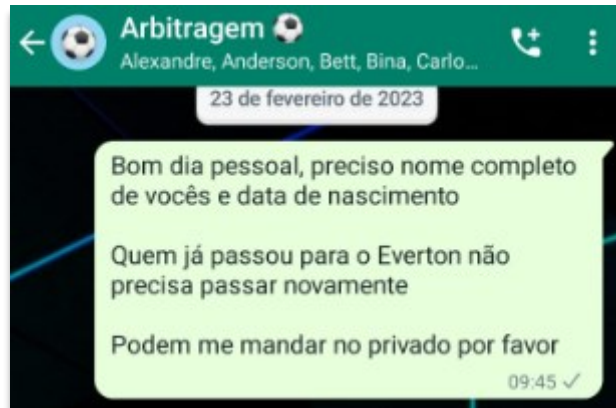 Arbitragem ⚽
Alexandre, Anderson, Bett, Bina, Carlo...
23 de fevereiro de 2023
Bom dia pessoal, preciso nome completo
de vocês e data de nascimento
Quem já passou para o Everton não
precisa passar novamente
Podem me mandar no privado por favor
09:45